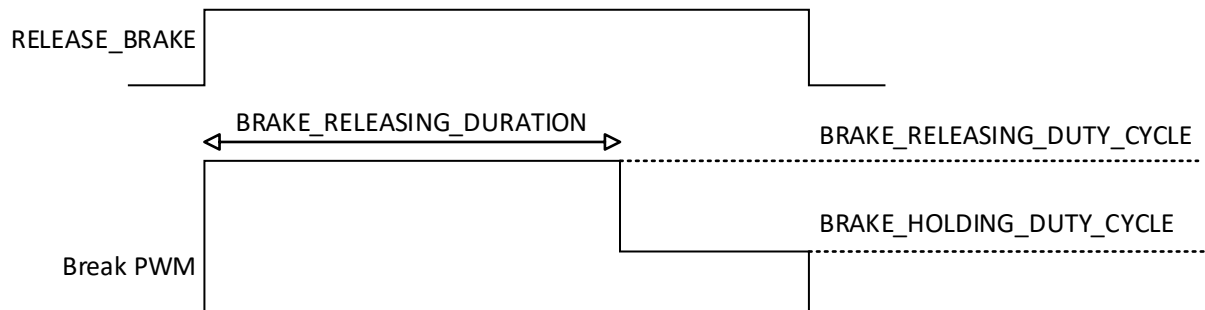 RELEASE_BRAKE
BRAKE_RELEASING_DURATION
BRAKE_RELEASING_DUTY_CYCLE
BRAKE_HOLDING_DUTY_CYCLE
Break PWM